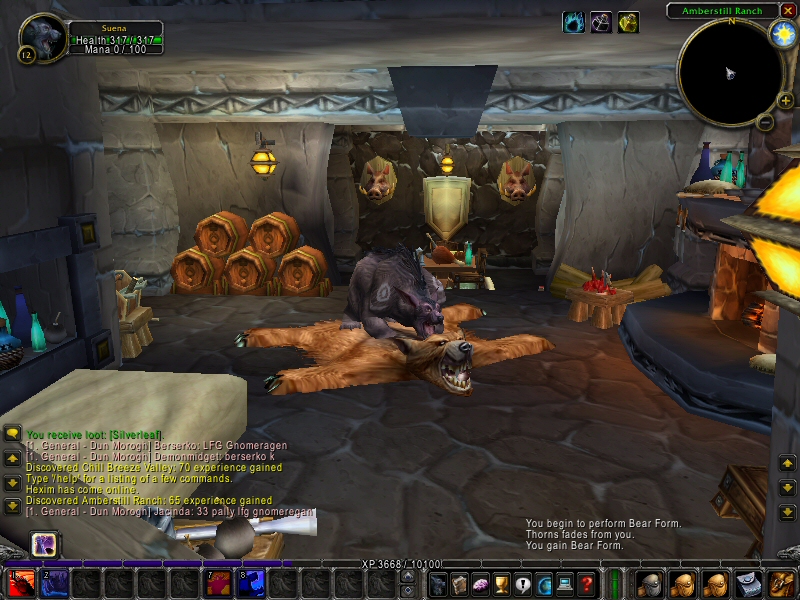 Amberstill Ranch
N
Suena
Health 317 / 317
Mana 0 / 100
12
You receive loot: [Silverleaf].
[1. General - Dun Morogh] Berserko: LFG Gnomeragen
[1. General - Dun Morogh] Demonmidget: berserko k
Discovered Chill Breeze Valley: 70 experience gained
Type '/help' for a listing of a few commands.
Hexim has come online.
Discovered Amberstill Ranch: 65 experience gained
[1. General - Dun Morogh] Jacinda: 33 pally lfg gnomeregan
You begin to perform Bear Form.
Thorns fades from you.
You gain Bear Form.
XP 3668 / 10100
1
2
7
8